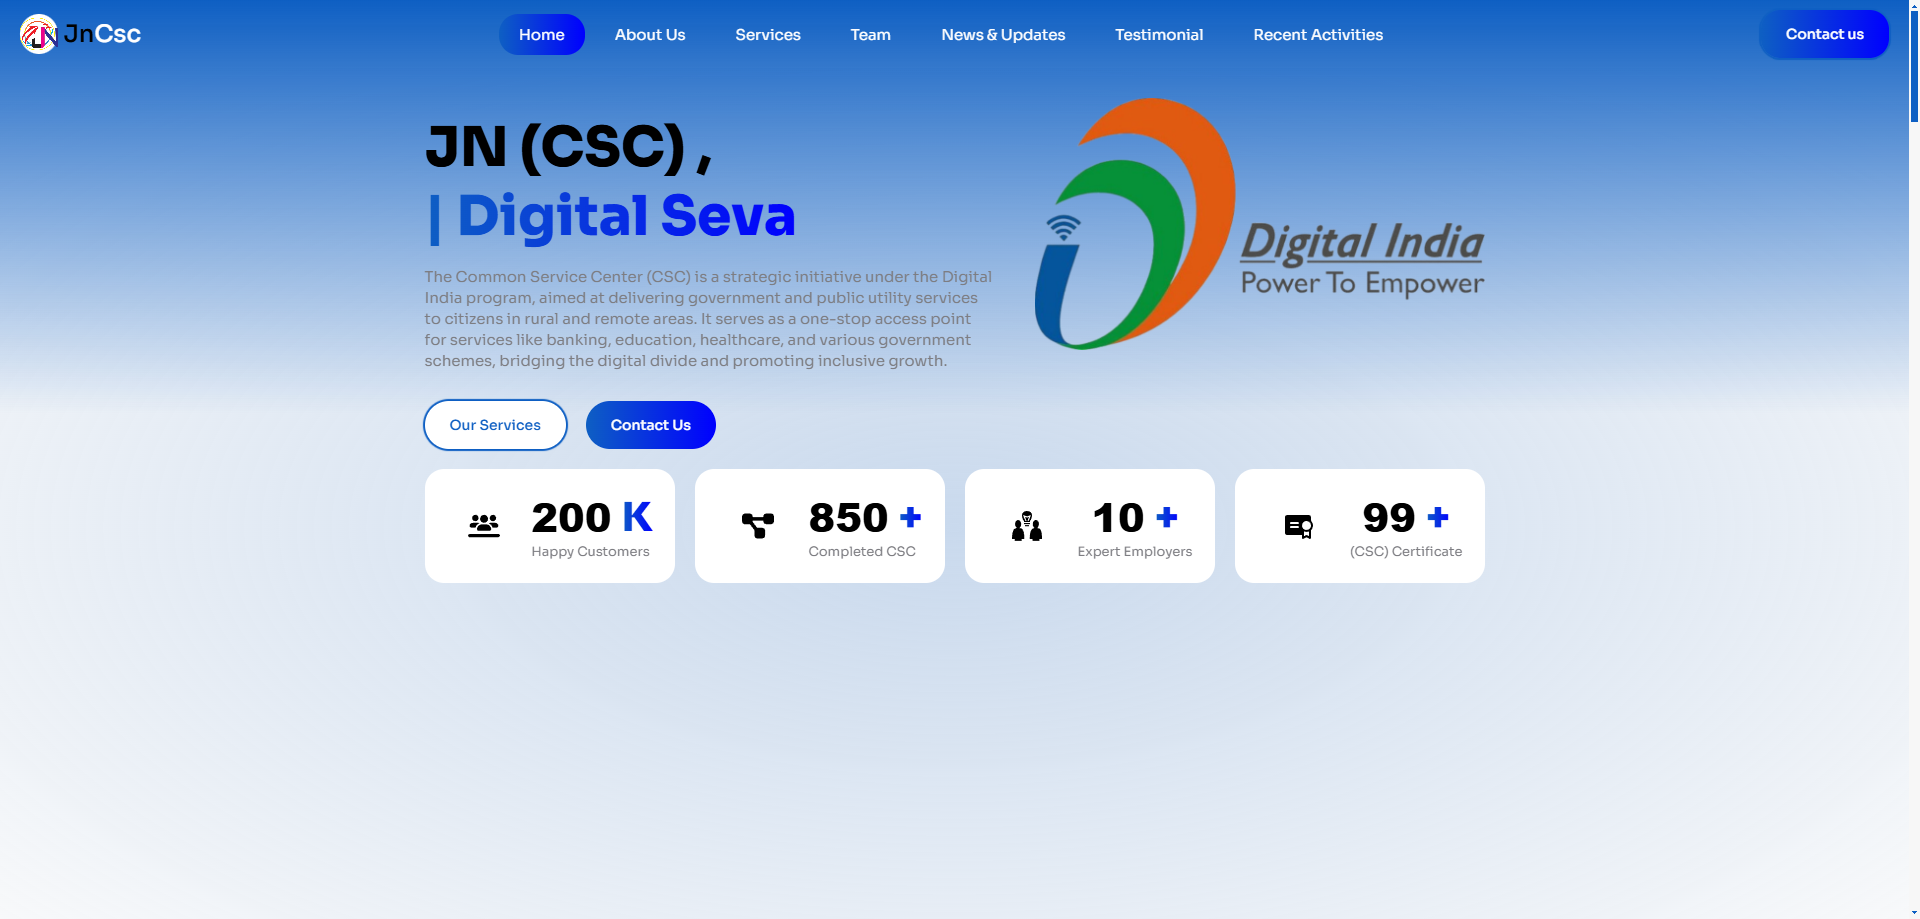 JnCsc
Home
About Us
Services
Team
News & Updates
Testimonial
Recent Activities
Contact us
JN (CSC) ,
| Digital Seva
The Common Service Center (CSC) is a strategic initiative under the Digital
India program, aimed at delivering government and public utility services
to citizens in rural and remote areas. It serves as a one-stop access point
for services like banking, education, healthcare, and various government
schemes, bridging the digital divide and promoting inclusive growth.
Digital India
Power To Empower
Our Services
Contact Us
200 K
Happy Customers
850 +
Completed CSC
10 +
Expert Employers
99 +
(CSC) Certificate